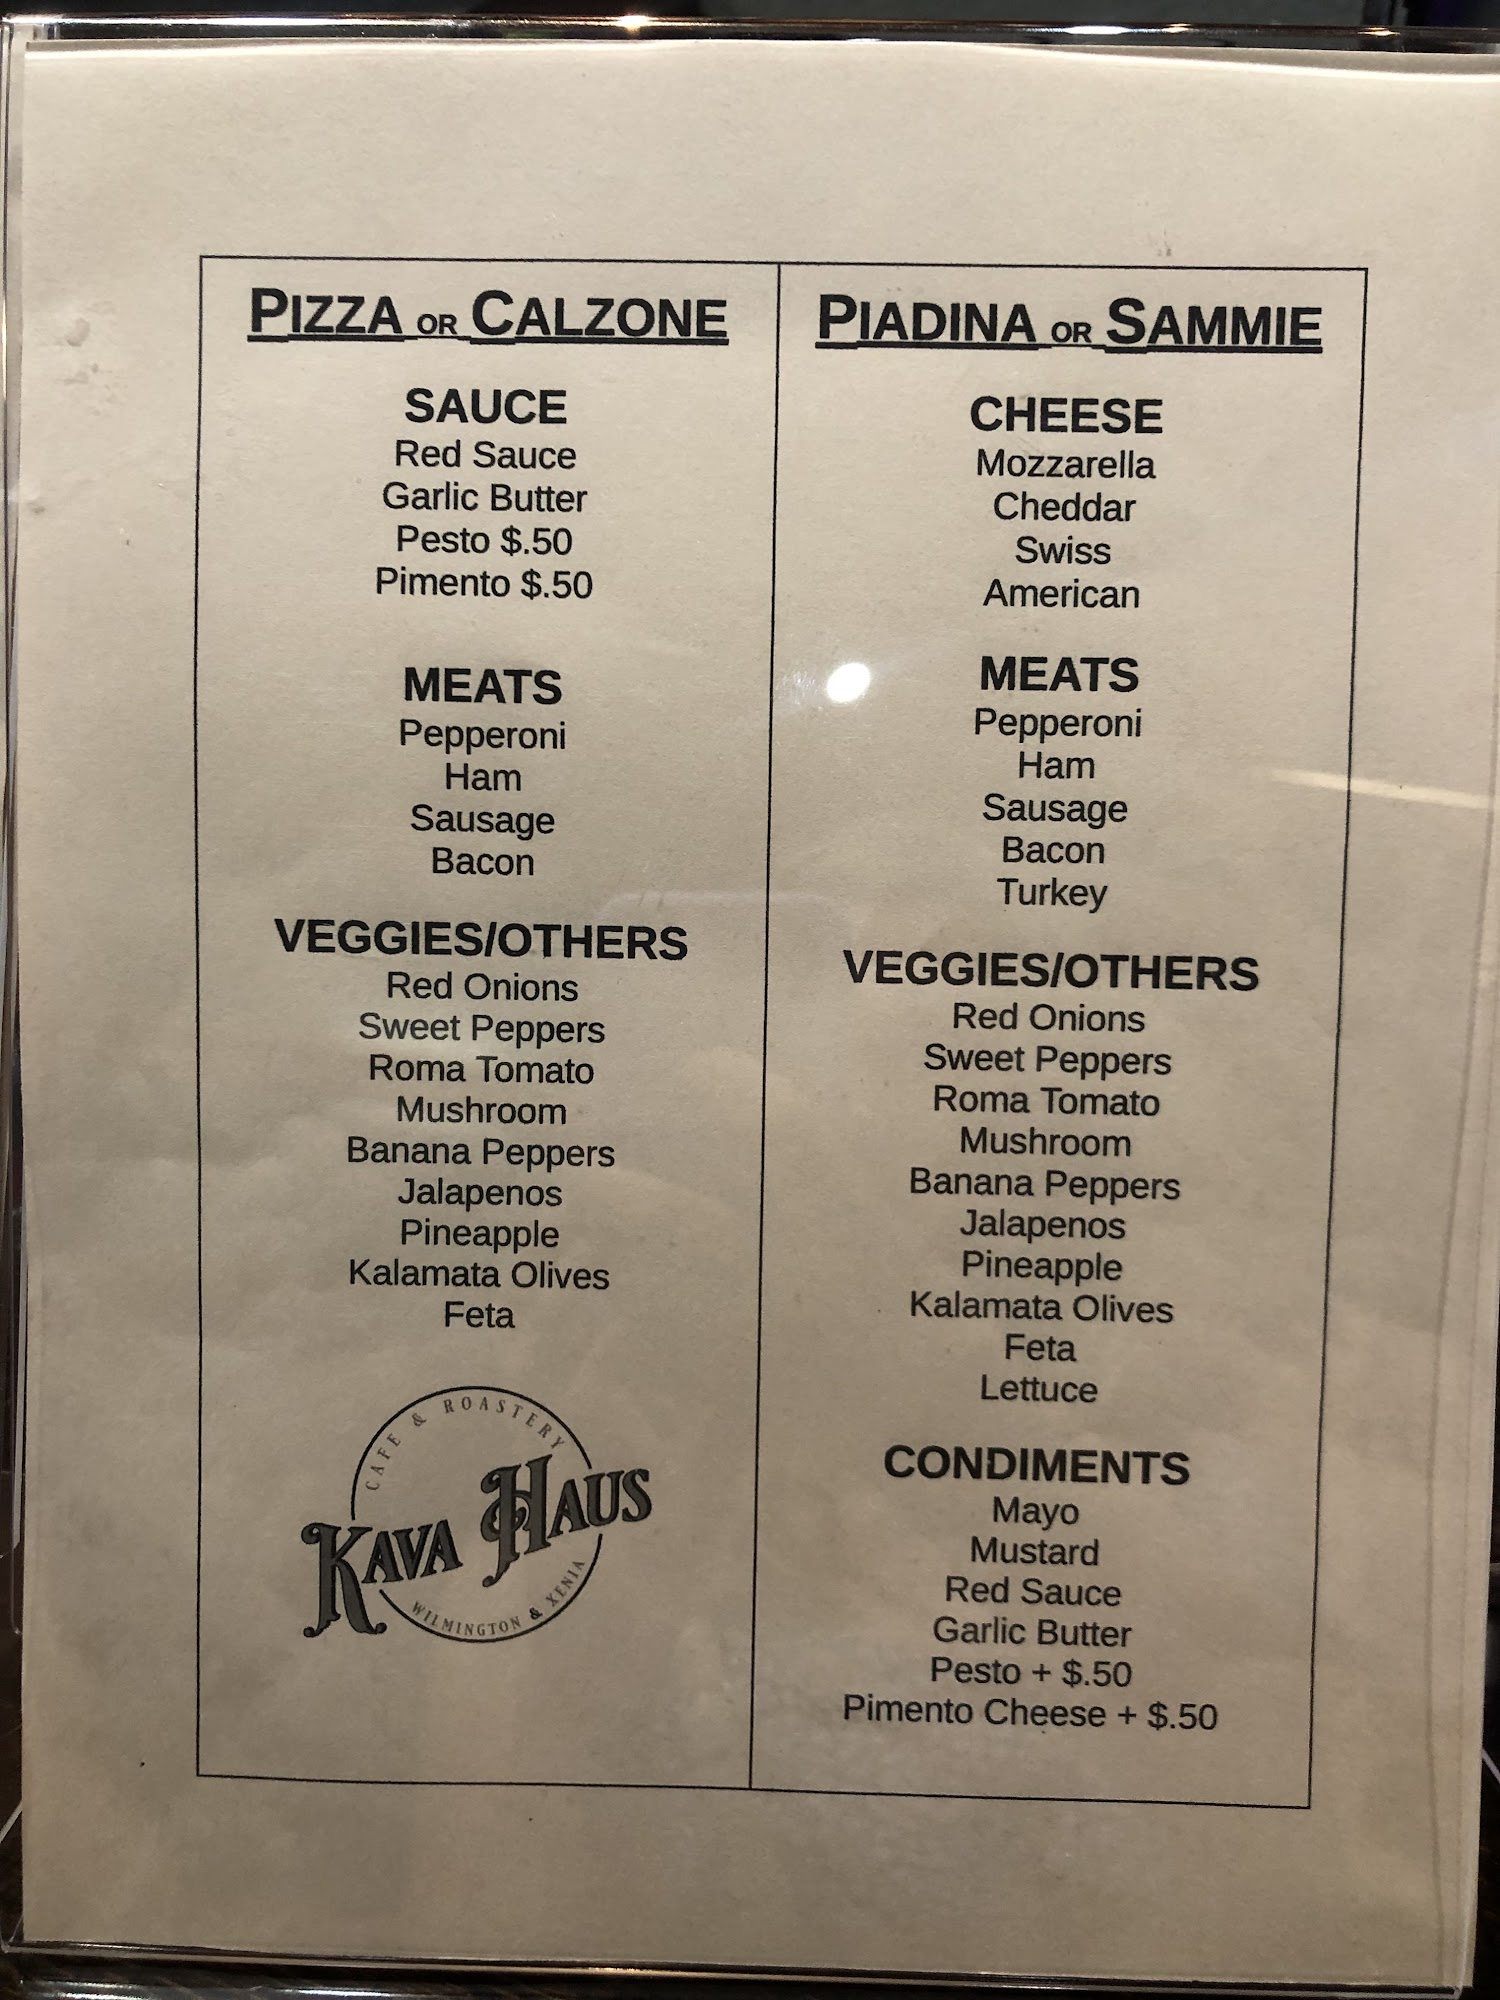 PIZZA OR CALZONE
SAUCE
Red Sauce
Garlic Butter
Pesto $.50
Pimento $.50
MEATS
Pepperoni
Ham
Sausage
Bacon
VEGGIES/OTHERS
Red Onions
Sweet Peppers
Roma Tomato
Mushroom
Banana Peppers
Jalapenos
Pineapple
Kalamata Olives
Feta
CAFE & ROASTERY
KAVA HAUS
WILMINGTON & XENIA
PIADINA OR SAMMIE
CHEESE
Mozzarella
Cheddar
Swiss
American
MEATS
Pepperoni
Ham
Sausage
Bacon
Turkey
VEGGIES/OTHERS
Red Onions
Sweet Peppers
Roma Tomato
Mushroom
Banana Peppers
Jalapenos
Pineapple
Kalamata Olives
Feta
Lettuce
CONDIMENTS
Mayo
Mustard
Red Sauce
Garlic Butter
Pesto + $.50
Pimento Cheese + $.50